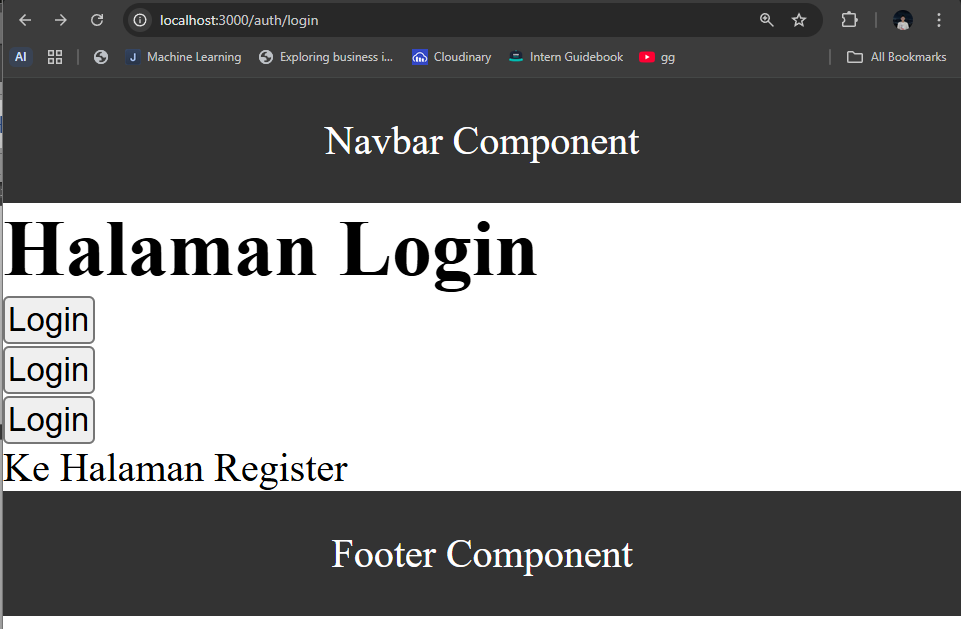 localhost:3000/auth/login
AI
J Machine Learning
Exploring business i...
Cloudinary
Intern Guidebook
gg
All Bookmarks
Navbar Component
Halaman Login
Login
Login
Login
Ke Halaman Register
Footer Component